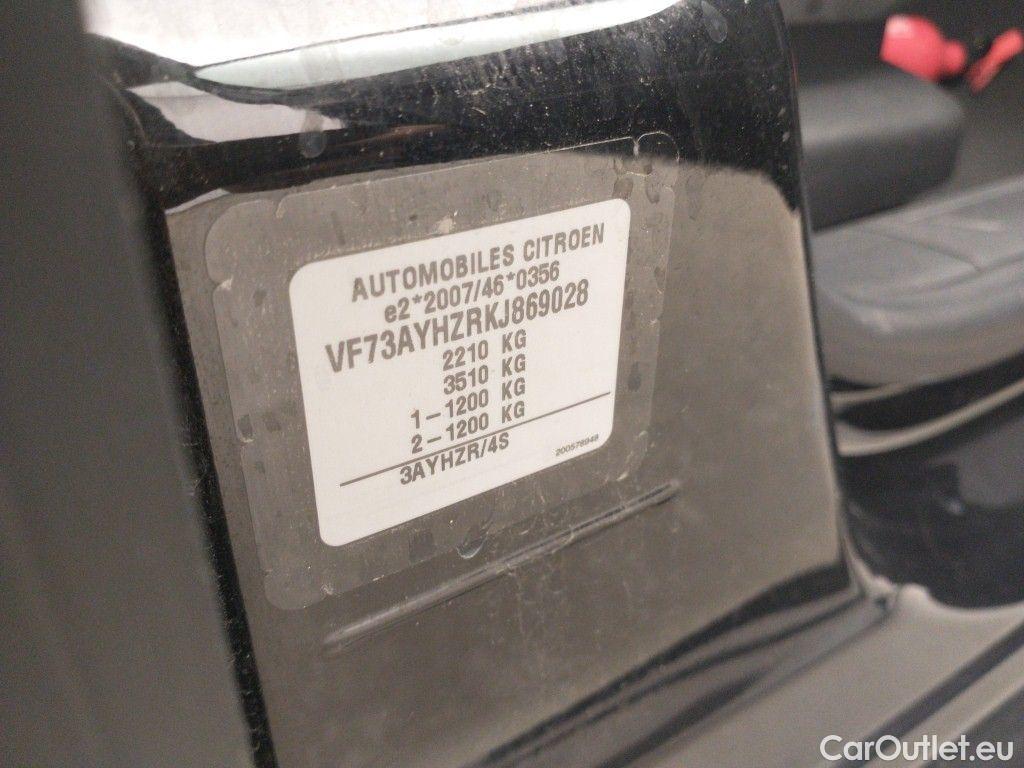 AUTOMOBILES CITROEN
e2*2007/46*0356
VF73AYHZRKJ869028
2210 KG
3510 KG
1-1200 KG
2-1200 KG
3AYHZR/4S
200578948
CarOutlet.eu